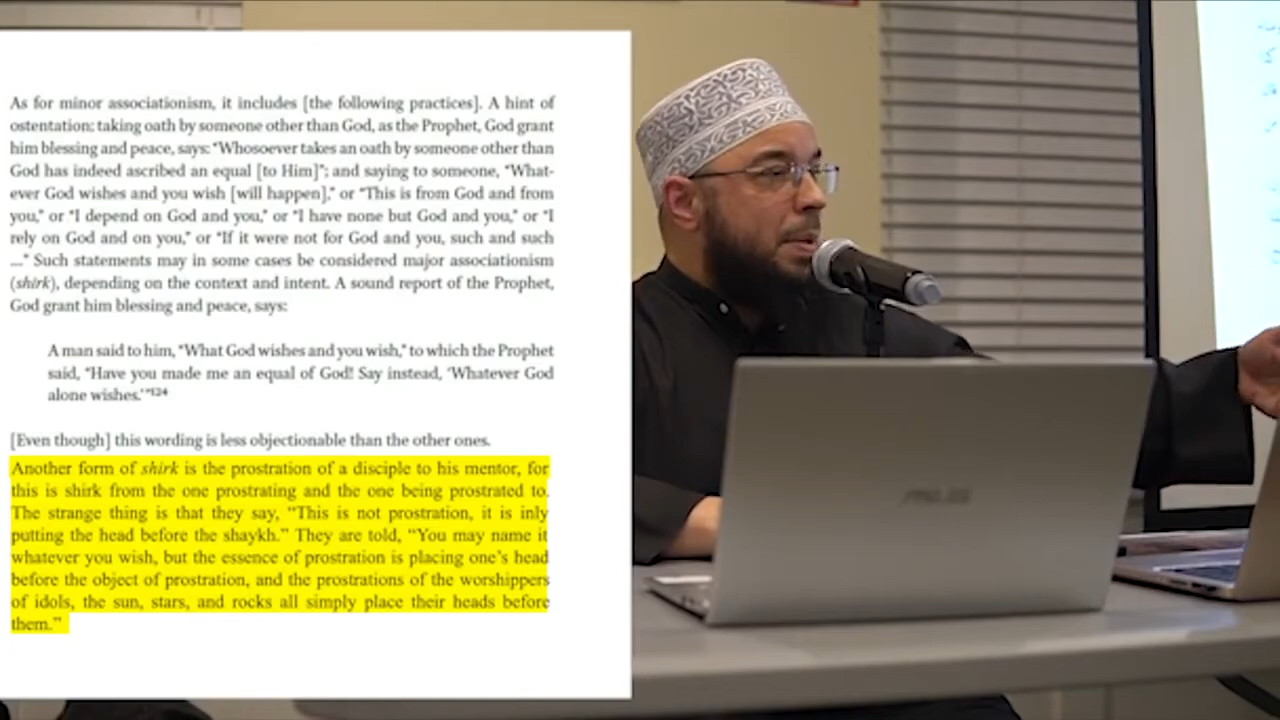 As for minor associationism, it includes [the following practices]. A hint of
ostentation; taking oath by someone other than God, as the Prophet, God grant
him blessing and peace, says: “Whosoever takes an oath by someone other than
God has indeed ascribed an equal [to Him]”; and saying to someone, “What-
ever God wishes and you wish [will happen],” or “This is from God and from
you,” or “I depend on God and you,” or “I have none but God and you,” or “I
rely on God and on you,” or “If it were not for God and you, such and such
...” Such statements may in some cases be considered major associationism
(shirk), depending on the context and intent. A sound report of the Prophet,
God grant him blessing and peace, says:
A man said to him, “What God wishes and you wish,” to which the Prophet
said, “Have you made me an equal of God! Say instead, ‘Whatever God
alone wishes.’”124
[Even though] this wording is less objectionable than the other ones.
Another form of shirk is the prostration of a disciple to his mentor, for
this is shirk from the one prostrating and the one being prostrated to.
The strange thing is that they say, “This is not prostration, it is inly
putting the head before the shaykh.” They are told, “You may name it
whatever you wish, but the essence of prostration is placing one’s head
before the object of prostration, and the prostrations of the worshippers
of idols, the sun, stars, and rocks all simply place their heads before
them.”
ASUS